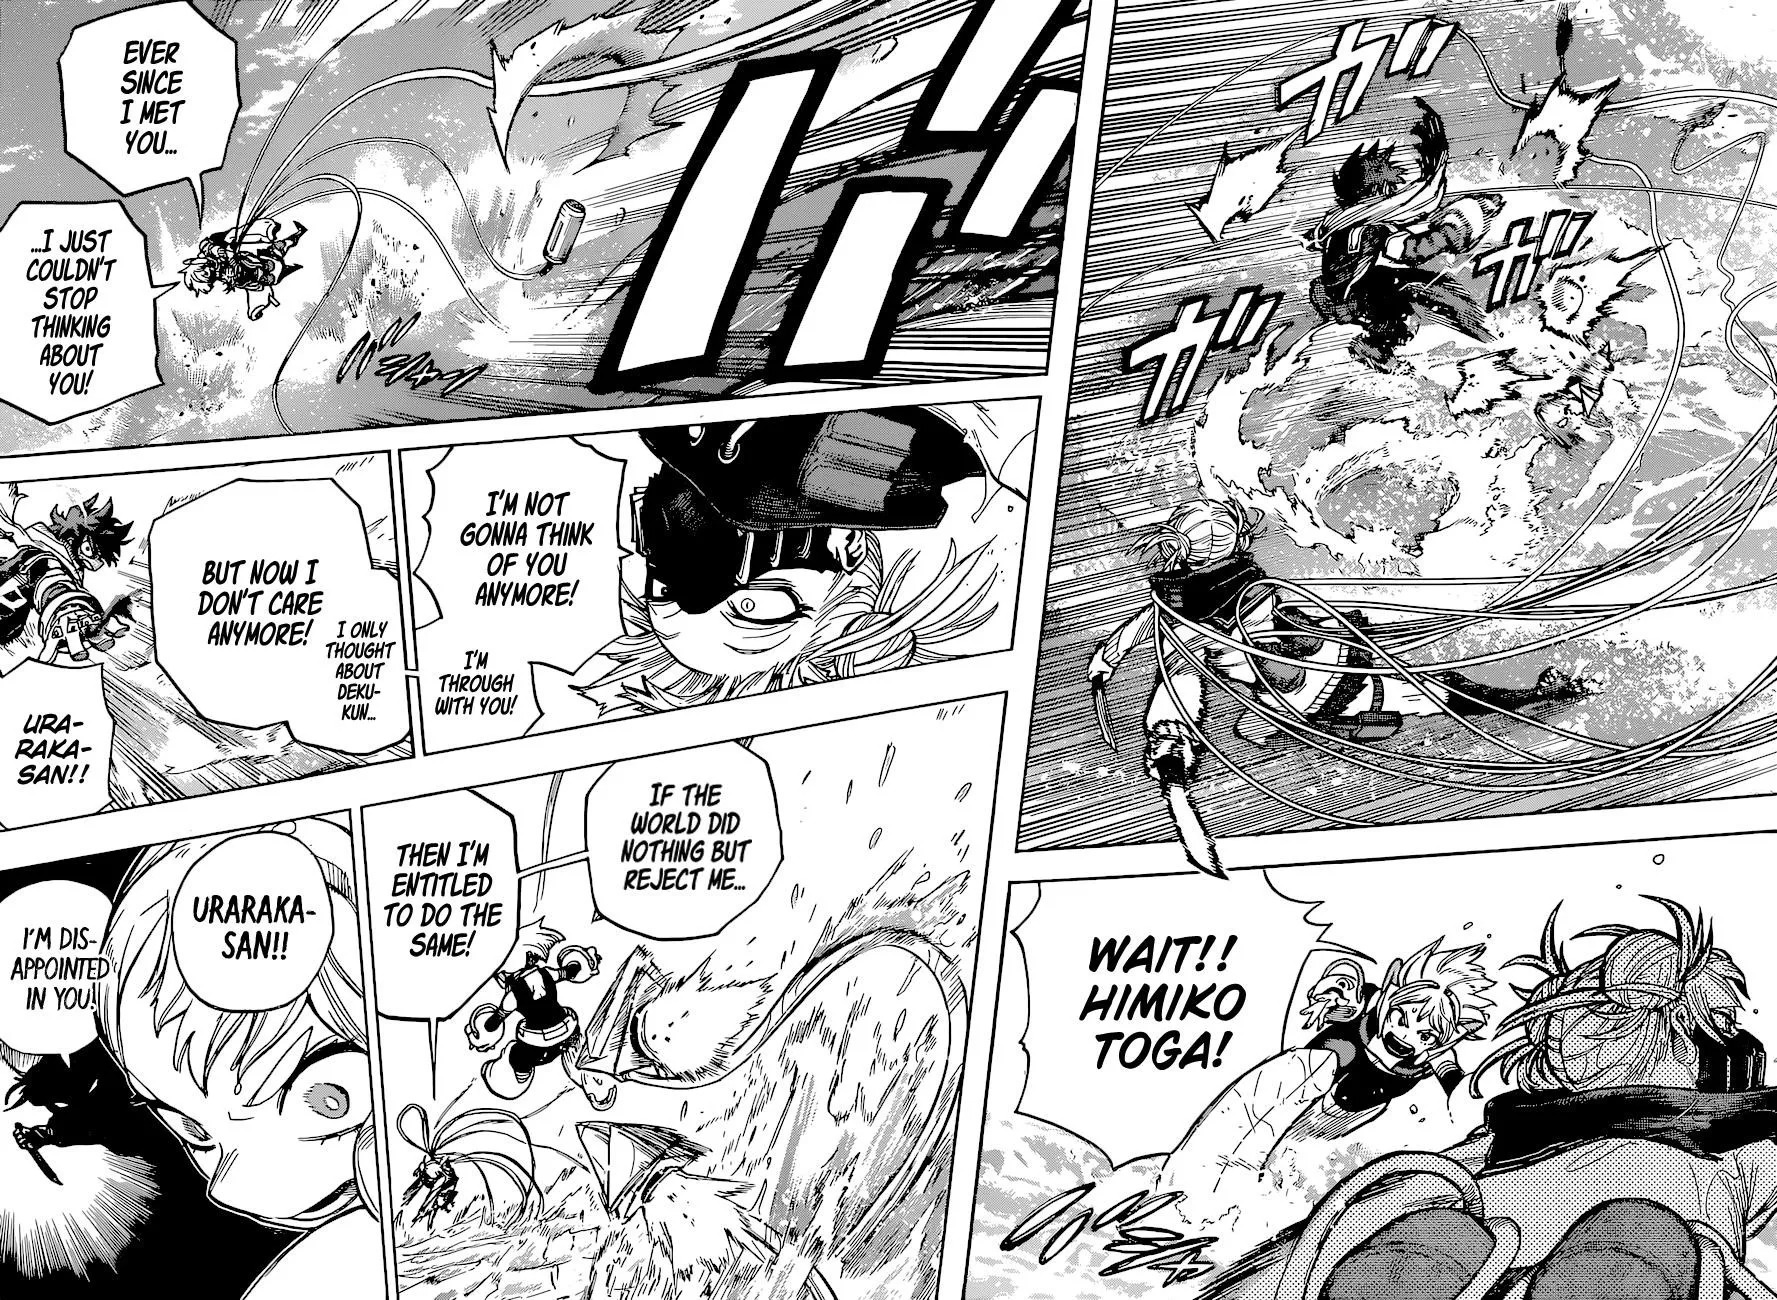 ガガ
ガガ
WAIT!!
HIMIKO
TOGA!
EVER
SINCE
I MET
YOU...
...I JUST
COULDN'T
STOP
THINKING
ABOUT
YOU!
I'M NOT
GONNA THINK
OF YOU
ANYMORE!
I'M
THROUGH
WITH YOU!
BUT NOW I
DON'T CARE
ANYMORE!
I ONLY
THOUGHT
ABOUT
DEKU-
KUN...
URA-
RAKA-
SAN!!
IF THE
WORLD DID
NOTHING BUT
REJECT ME...
THEN I'M
ENTITLED
TO DO THE
SAME!
URARAKA-
SAN!!
I'M DIS-
APPOINTED
IN YOU!